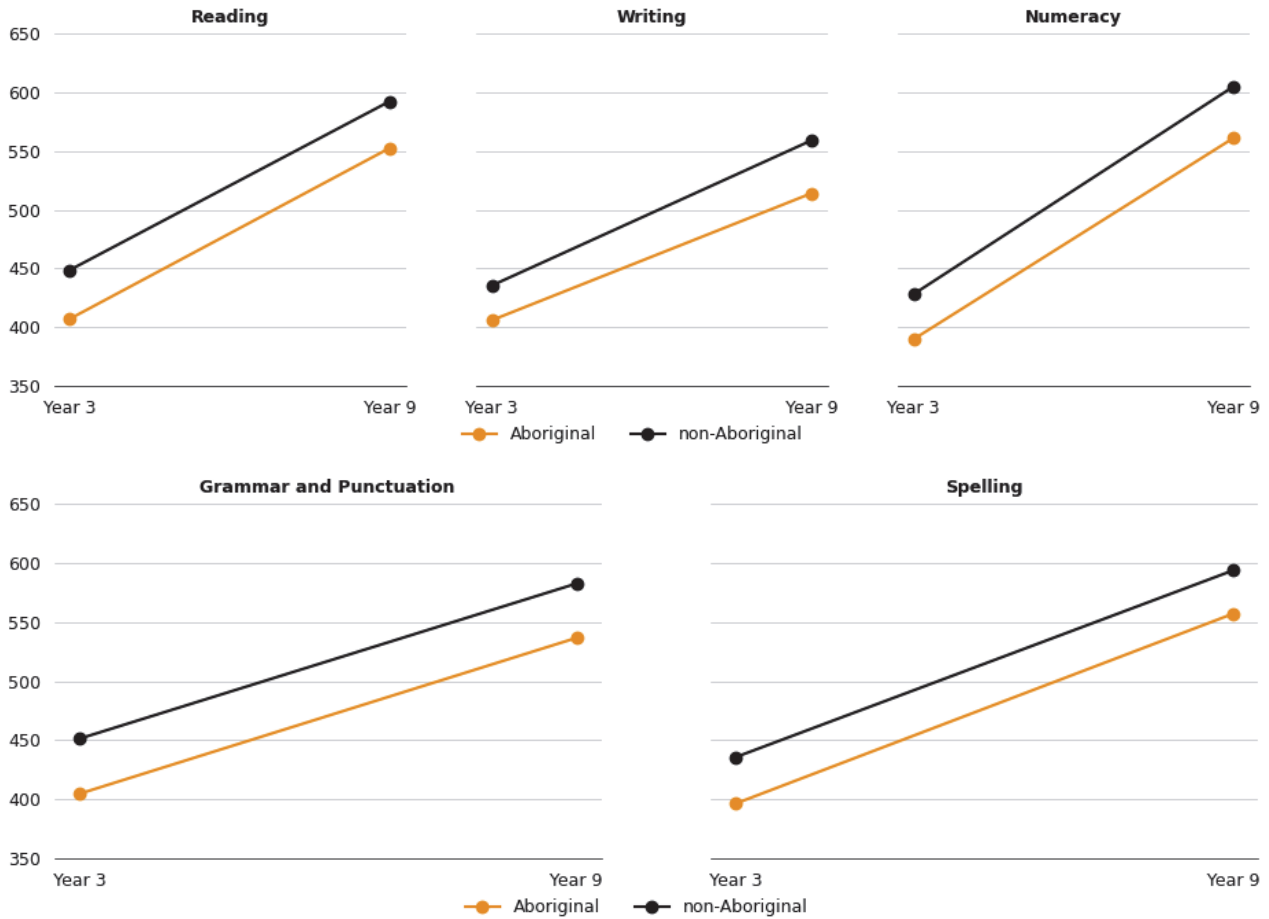 Reading Writing Numeracy
650
600
550
500
450
400
350
Year 3 Year 9 Year 3 Year 9 Year 3 Year 9
Aboriginal non-Aboriginal
Grammar and Punctuation Spelling
650
600
550
500
450
400
350
Year 3 Year 9 Year 3 Year 9
Aboriginal non-Aboriginal